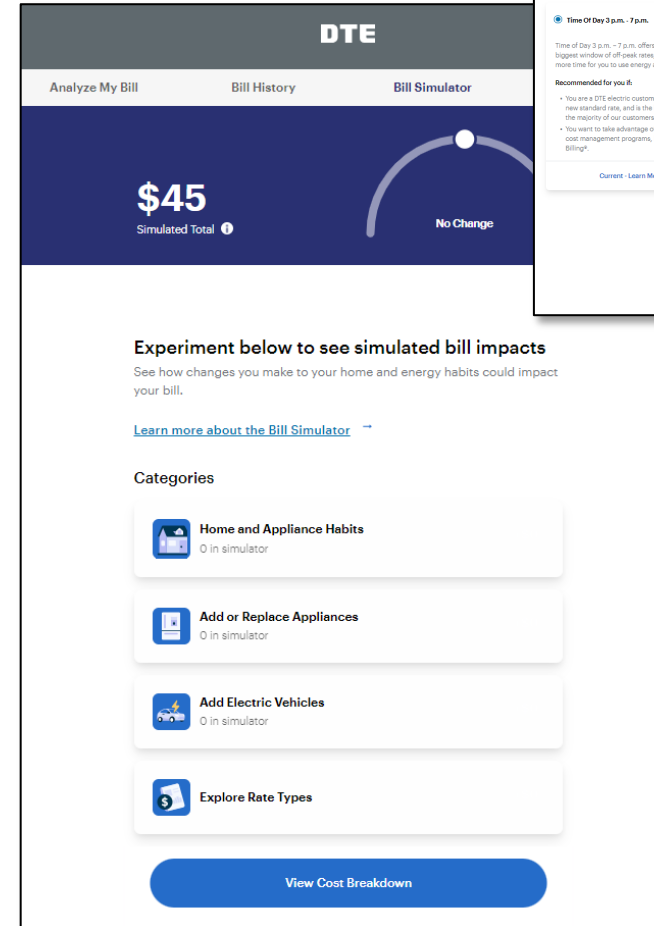 DTE
Analyze My Bill
Bill History
Bill Simulator
$45
Simulated Total
No Change
Time Of Day 3 p.m. - 7 p.m.
Time of Day 3 p.m. – 7 p.m. offers
biggest window of off-peak rates,
more time for you to use energy
Recommended for you if:
• You are a DTE electric custom
new standard rate, and is the
the majority of our customers
• You want to take advantage o
cost management programs,
Billing*.
Current - Learn M
Experiment below to see simulated bill impacts
See how changes you make to your home and energy habits could impact
your bill.
Learn more about the Bill Simulator →
Categories
Home and Appliance Habits
0 in simulator
Add or Replace Appliances
0 in simulator
Add Electric Vehicles
0 in simulator
Explore Rate Types
View Cost Breakdown